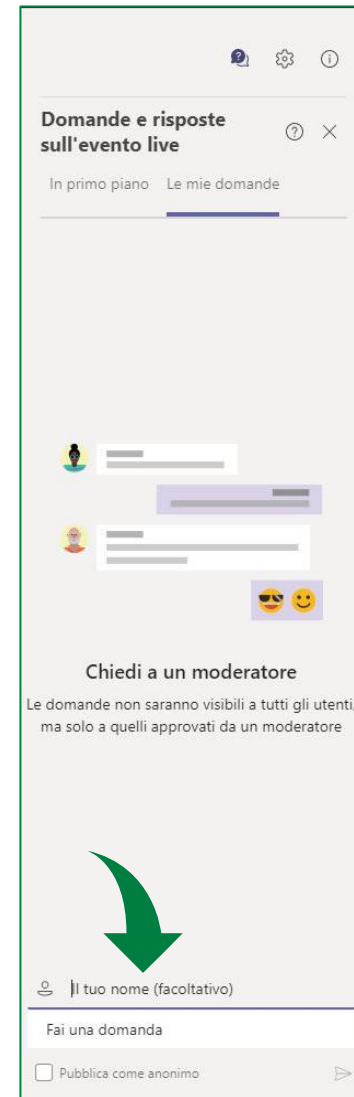 Domande e risposte
sull'evento live
In primo piano Le mie domande
Chiedi a un moderatore
Le domande non saranno visibili a tutti gli utenti,
ma solo a quelli approvati da un moderatore
Il tuo nome (facoltativo)
Fai una domanda
Pubblica come anonimo